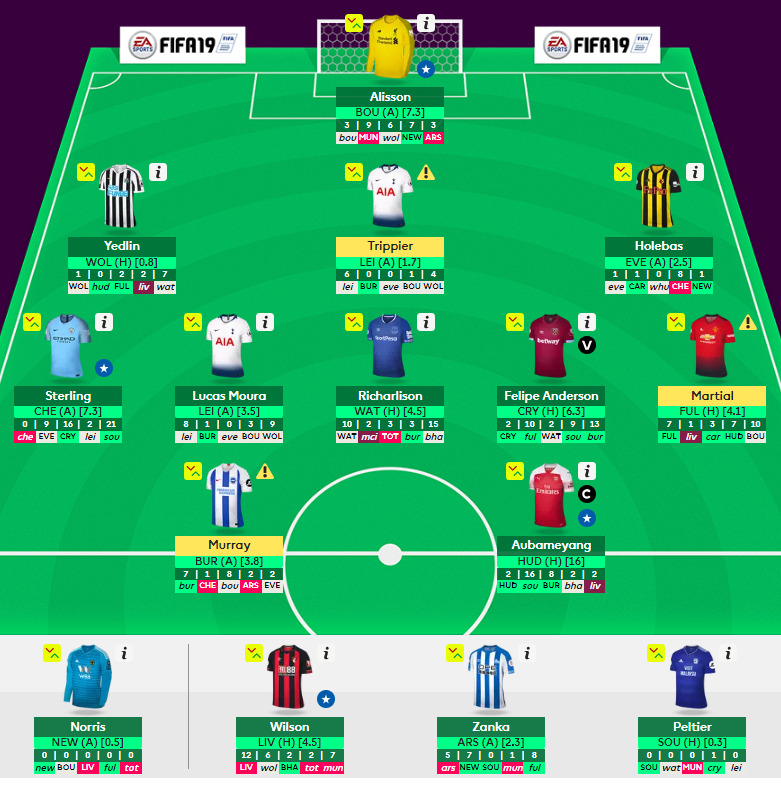 EA SPORTS FIFA19 FIFA
EA SPORTS FIFA19 FIFA
i
Alisson
BOU (A) [7.3]
3 | 9 | 6 | 7 | 3
bou MUN wol NEW ARS
i ! i
AIA
Yedlin Trippier Holebas
WOL (H) [0.8] LEI (A) [1.7] EVE (A) [2.5]
1 | 0 | 2 | 2 | 7 6 | 0 | 0 | 1 | 4 1 | 1 | 0 | 8 | 1
WOL hud FUL liv wat lei BUR eve BOU WOL eve CAR whu CHE NEW
i i i i !
AIA SportPesa betway V
Sterling Lucas Moura Richarlison Felipe Anderson Martial
CHE (A) [7.3] LEI (A) [3.5] WAT (H) [4.5] CRY (H) [6.3] FUL (H) [4.1]
0 | 9 | 16 | 2 | 21 8 | 1 | 0 | 3 | 9 10 | 2 | 3 | 3 | 15 2 | 10 | 2 | 9 | 13 7 | 1 | 3 | 7 | 10
che EVE CRY lei sou lei BUR eve BOU WOL WAT mci TOT bur bha CRY ful WAT sou bur FUL liv car HUD BOU
! i
C
Murray Aubameyang
BUR (A) [3.8] HUD (H) [16]
7 | 1 | 8 | 2 | 2 2 | 16 | 8 | 2 | 2
bur CHE bou ARS EVE HUD sou BUR bha liv
i i i i
Norris Wilson Zanka Peltier
NEW (A) [0.5] LIV (H) [4.5] ARS (A) [2.3] SOU (H) [0.3]
0 | 0 | 0 | 0 | 0 12 | 6 | 2 | 2 | 7 5 | 7 | 0 | 1 | 8 0 | 0 | 0 | 1 | 0
new BOU LIV ful tot LIV wol BHA tot mun ars NEW SOU mun ful SOU wat MUN cry lei